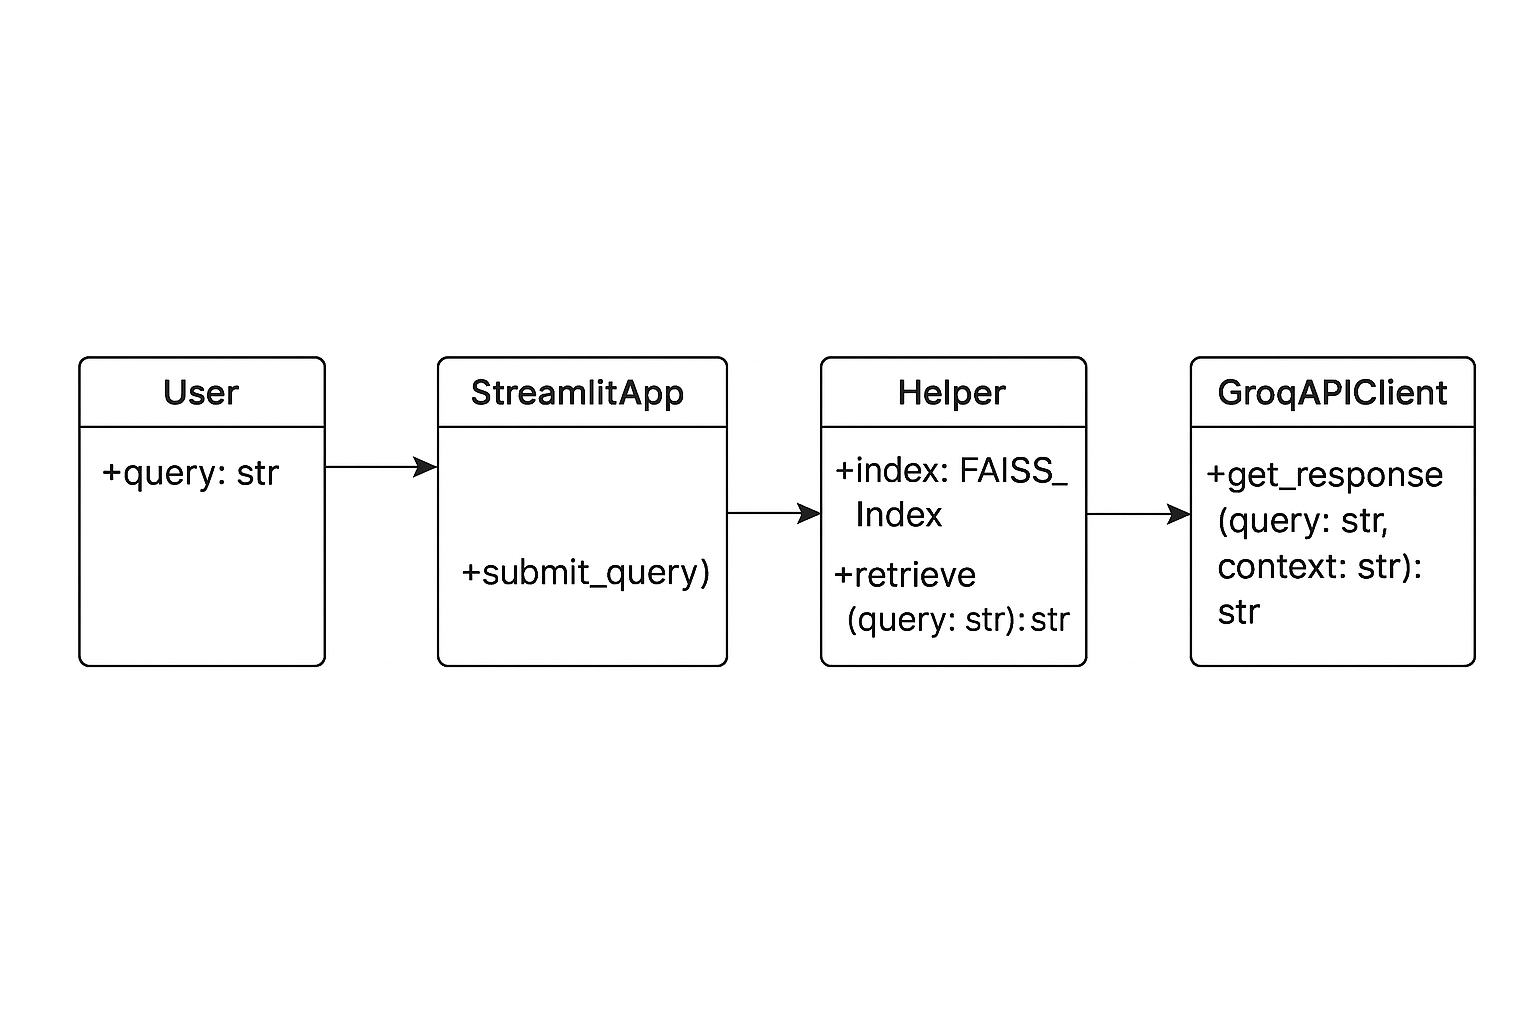 User
+query: str
StreamlitApp
+submit_query)
Helper
+index: FAISS_
Index
+retrieve
(query: str): str
GroqAPIClient
+get_response
(query: str,
context: str):
str